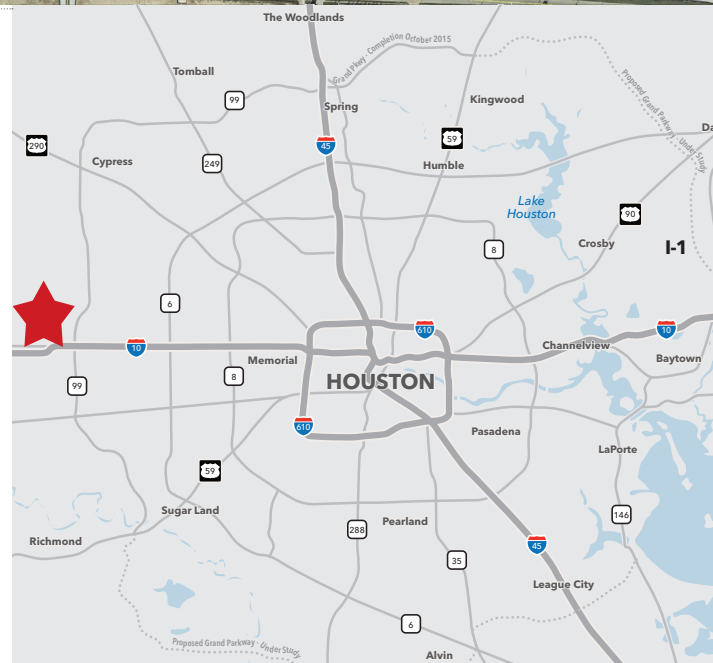 The Woodlands
Grand Pkwy - Completion October 2015
Tomball
99
Spring
Kingwood
Proposed Grand Parkway - Under Study
290
45
59
Cypress
249
Humble
Lake
Houston
90
8
Crosby
I-1
6
610
10
10
Channelview
Memorial
Baytown
99
8
HOUSTON
610
Pasadena
LaPorte
59
Sugar Land
146
Richmond
288
Pearland
45
35
League City
6
Proposed Grand Parkway - Under Study
Alvin